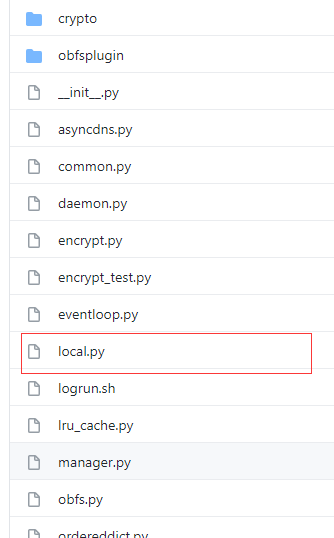 crypto
obfsplugin
__init__.py
asyncdns.py
common.py
daemon.py
encrypt.py
encrypt_test.py
eventloop.py
local.py
logrun.sh
lru_cache.py
manager.py
obfs.py
ordereddict.py